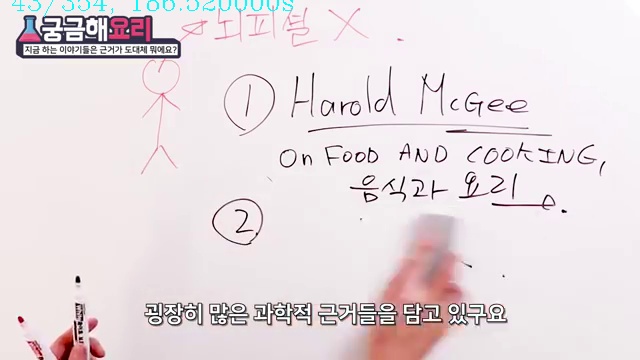 43/354, 186.520000s
궁금해요리
지금 하는 이야기들은 근거가 도대체 뭐에요?
뇌피셜 X .
① Harold McGee
ON FOOD AND COOKING,
음식과 요리
②
굉장히 많은 과학적 근거들을 담고 있구요